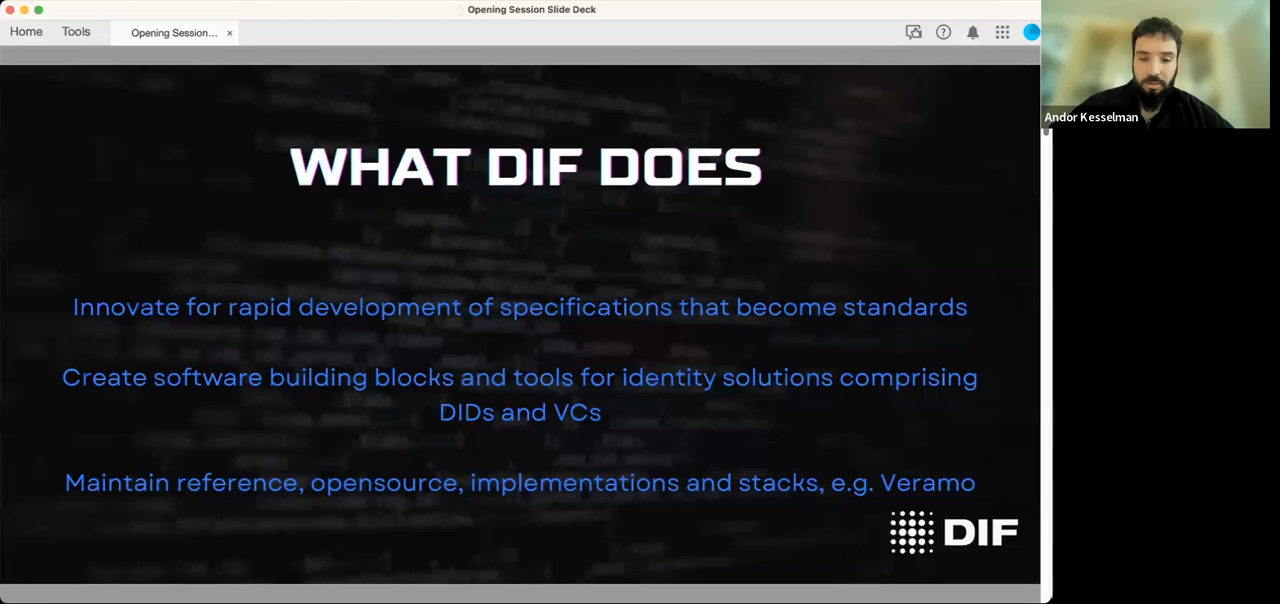 Opening Session Slide Deck
Home
Tools
Opening Session...
Andor Kesselman
WHAT DIF DOES
Innovate for rapid development of specifications that become standards
Create software building blocks and tools for identity solutions comprising
DIDs and VCs
Maintain reference, opensource, implementations and stacks, e.g. Veramo
DIF